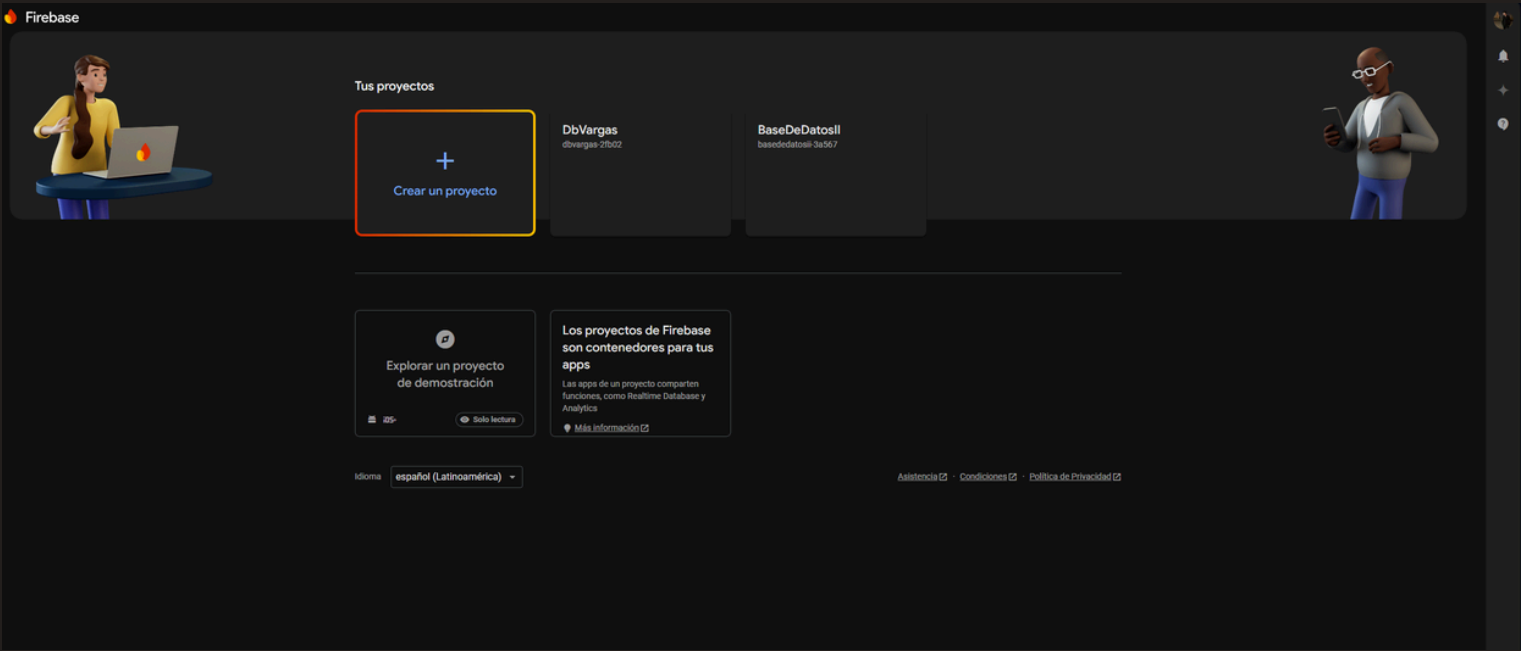 Firebase
Tus proyectos
Crear un proyecto
DbVargas
dbvargas-2fb02
BaseDeDatosII
basededatosii-3a567
Explorar un proyecto
de demostración
iOS+
Solo lectura
Los proyectos de Firebase
son contenedores para tus
apps
Las apps de un proyecto comparten
funciones, como Realtime Database y
Analytics
Más información
Idioma
español (Latinoamérica)
Asistencia · Condiciones · Política de Privacidad